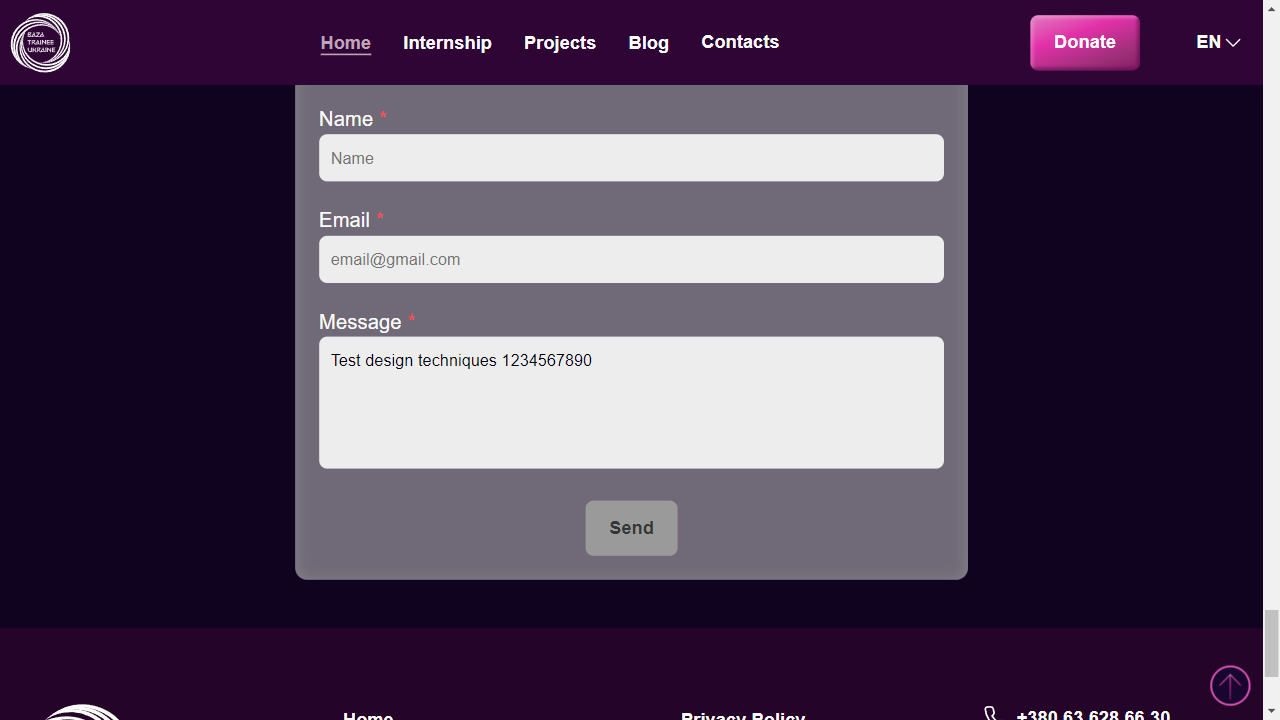 BAZA
TRAINEE
UKRAINE
Home Internship Projects Blog Contacts Donate EN
Name *
Name
Email *
email@gmail.com
Message *
Test design techniques 1234567890
Send
Home Privacy Policy +380 63 628 66 30